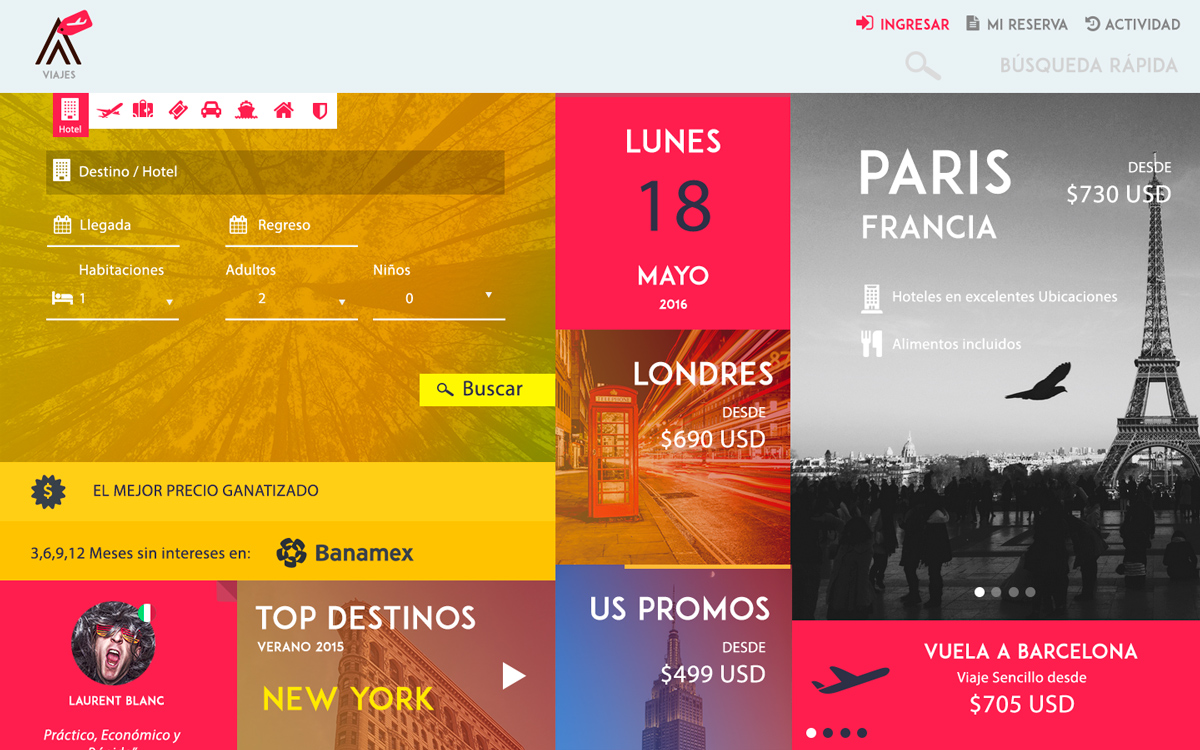 VIAJES
INGRESAR
MI RESERVA
ACTIVIDAD
BÚSQUEDA RÁPIDA
Hotel
Destino / Hotel
Llegada
Regreso
Habitaciones
Adultos
Niños
1
2
0
Buscar
EL MEJOR PRECIO GANATIZADO
3,6,9,12 Meses sin intereses en:
Banamex
LAURENT BLANC
Práctico, Económico y
TOP DESTINOS
VERANO 2015
NEW YORK
LUNES
18
MAYO
2016
LONDRES
DESDE
$690 USD
US PROMOS
DESDE
$499 USD
PARIS
FRANCIA
DESDE
$730 USD
Hoteles en excelentes Ubicaciones
Alimentos incluidos
VUELA A BARCELONA
Viaje Sencillo desde
$705 USD